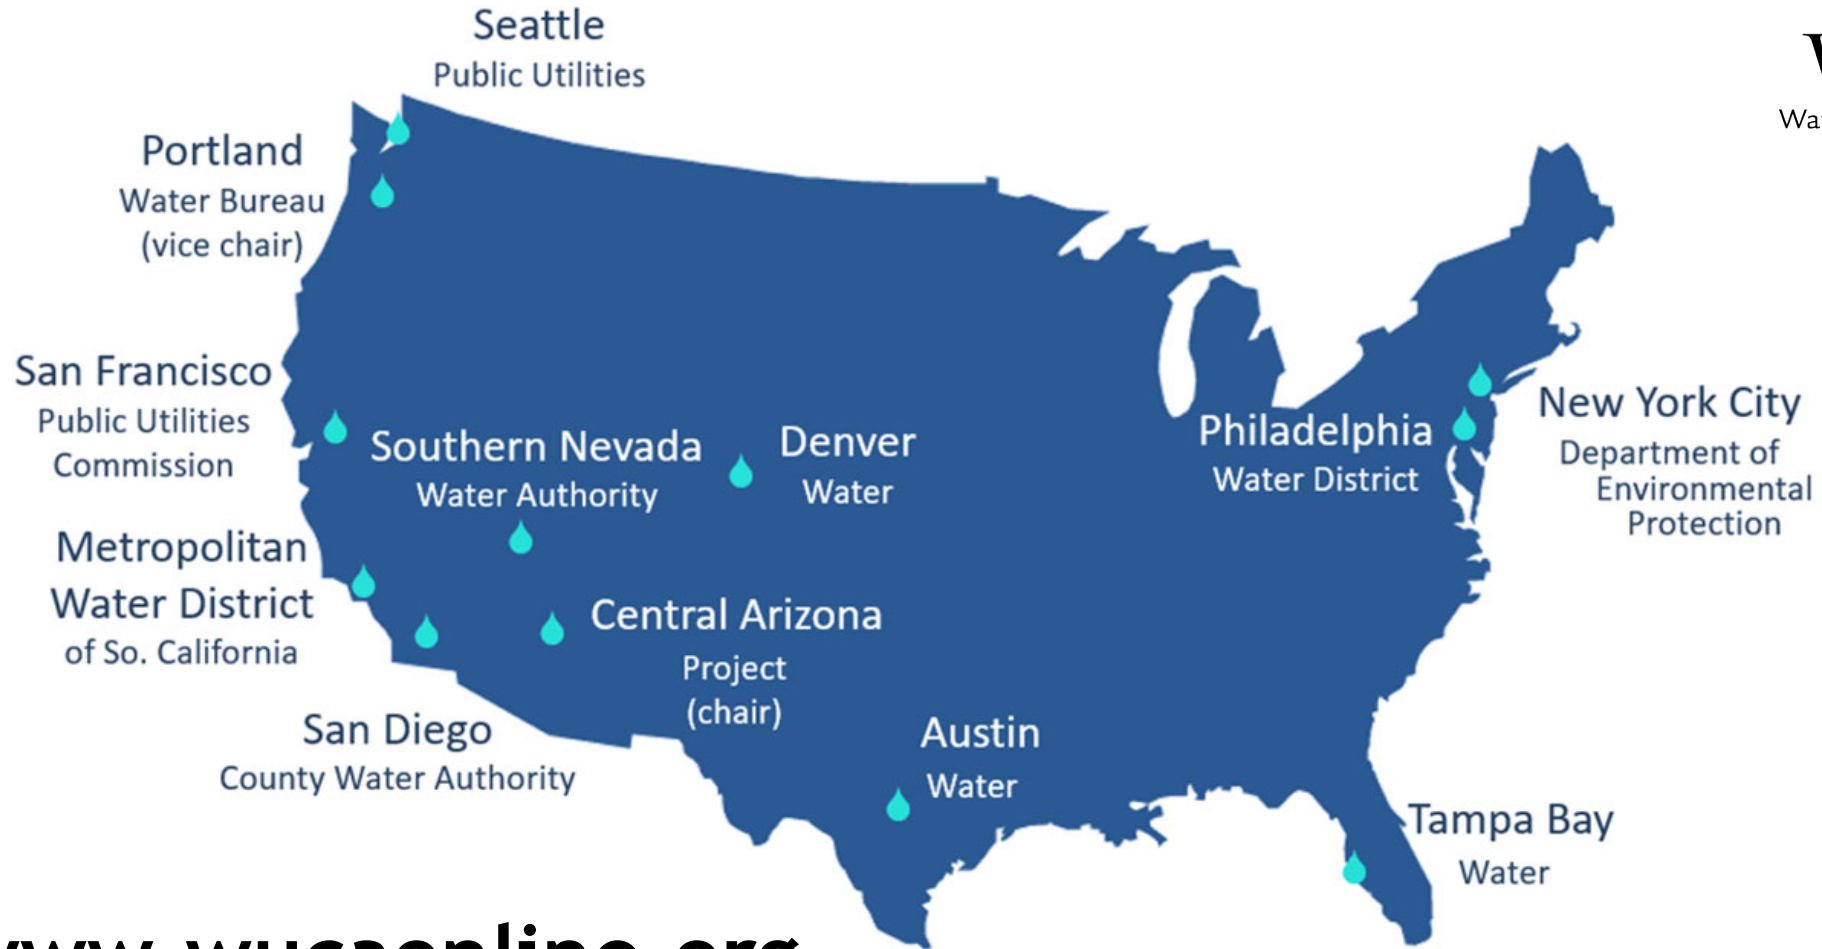 Seattle
Public Utilities
Portland
Water Bureau
(vice chair)
San Francisco
Public Utilities
Commission
Southern Nevada
Water Authority
Denver
Water
Philadelphia
Water District
New York City
Department of
Environmental
Protection
Metropolitan
Water District
of So. California
Central Arizona
Project
(chair)
San Diego
County Water Authority
Austin
Water
Tampa Bay
Water